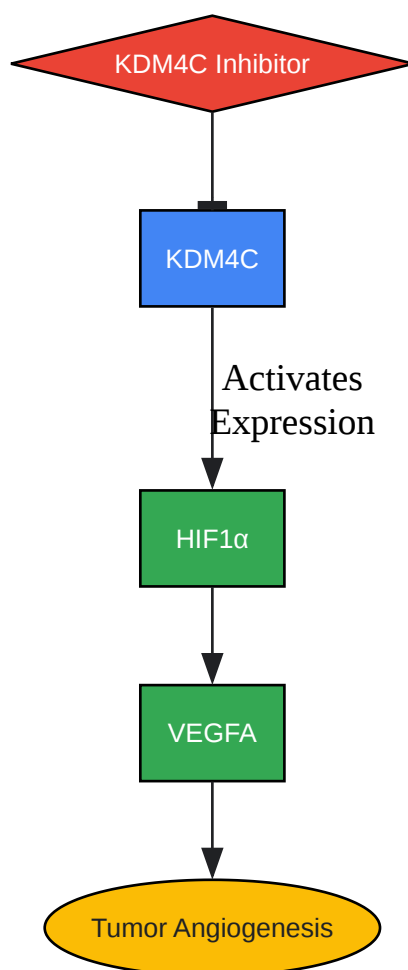 KDM4C Inhibitor
KDM4C
Activates
Expression
HIF1α
VEGFA
Tumor Angiogenesis